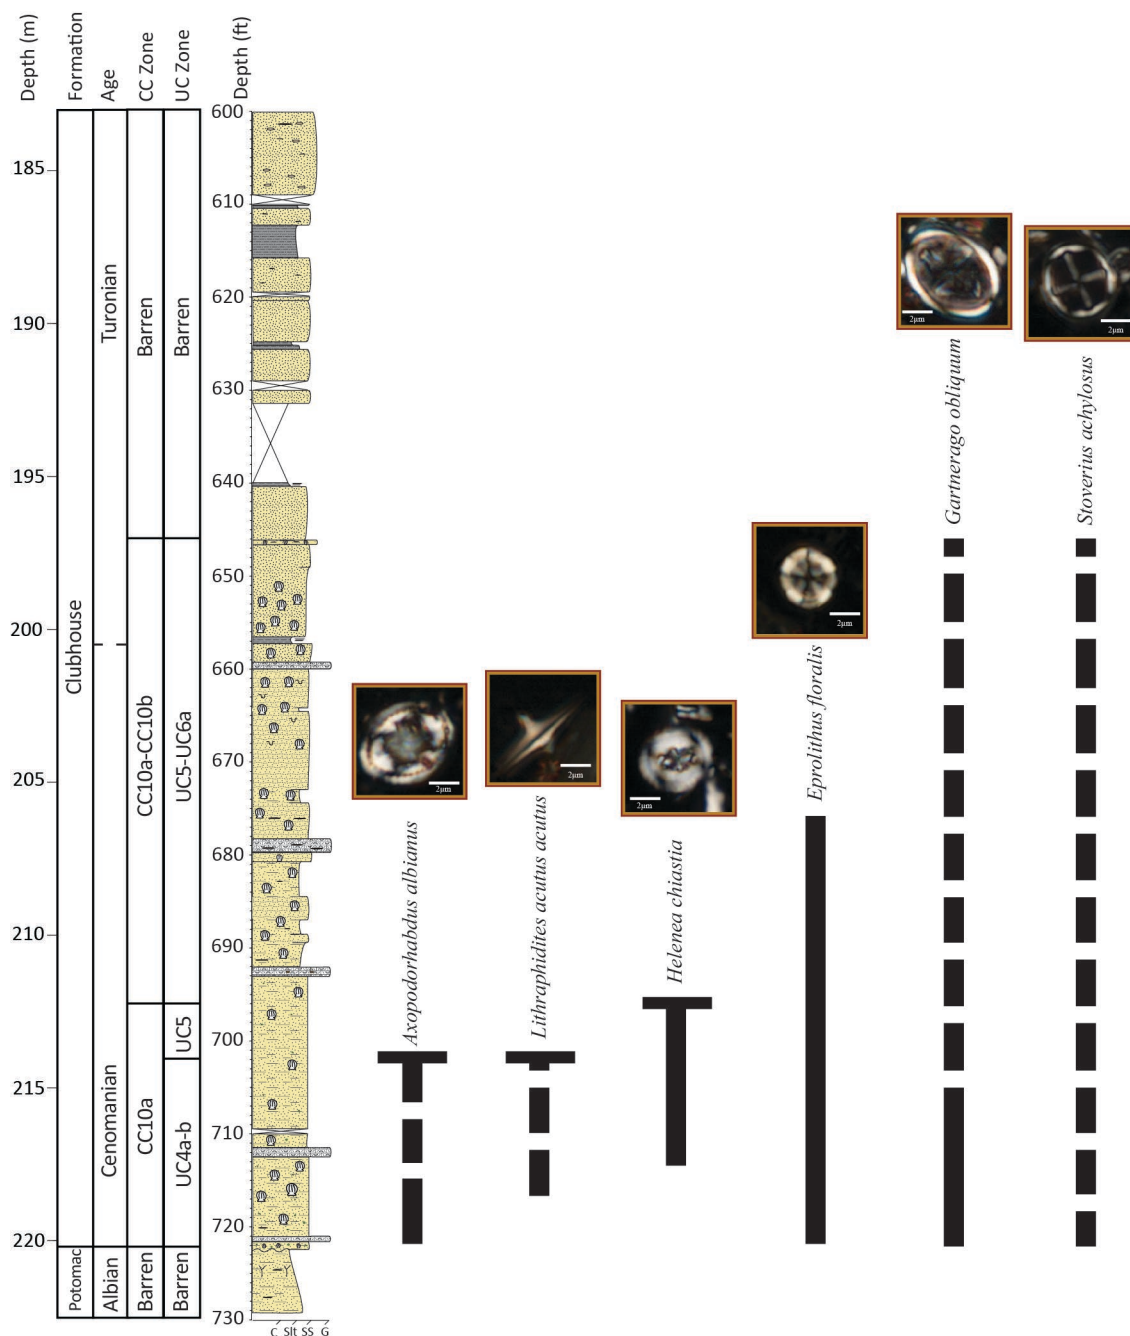 Depth (m)
Formation
Age
CC Zone
UC Zone
Depth (ft)
185
190
195
200
205
210
215
220
Clubhouse
Potomac
Turonian
Cenomanian
Albian
Barren
CC10a-CC10b
CC10a
Barren
Barren
UC5-UC6a
UC5
UC4a-b
Barren
600
610
620
630
640
650
660
670
680
690
700
710
720
730
C Slt SS G
2µm
Axopodorhabdus albianus
2µm
Lithraphidites acutus acutus
2µm
Helenea chiastia
2µm
Eprolithus floralis
2µm
Gartnerago obliquum
2µm
Stoverius achylosus